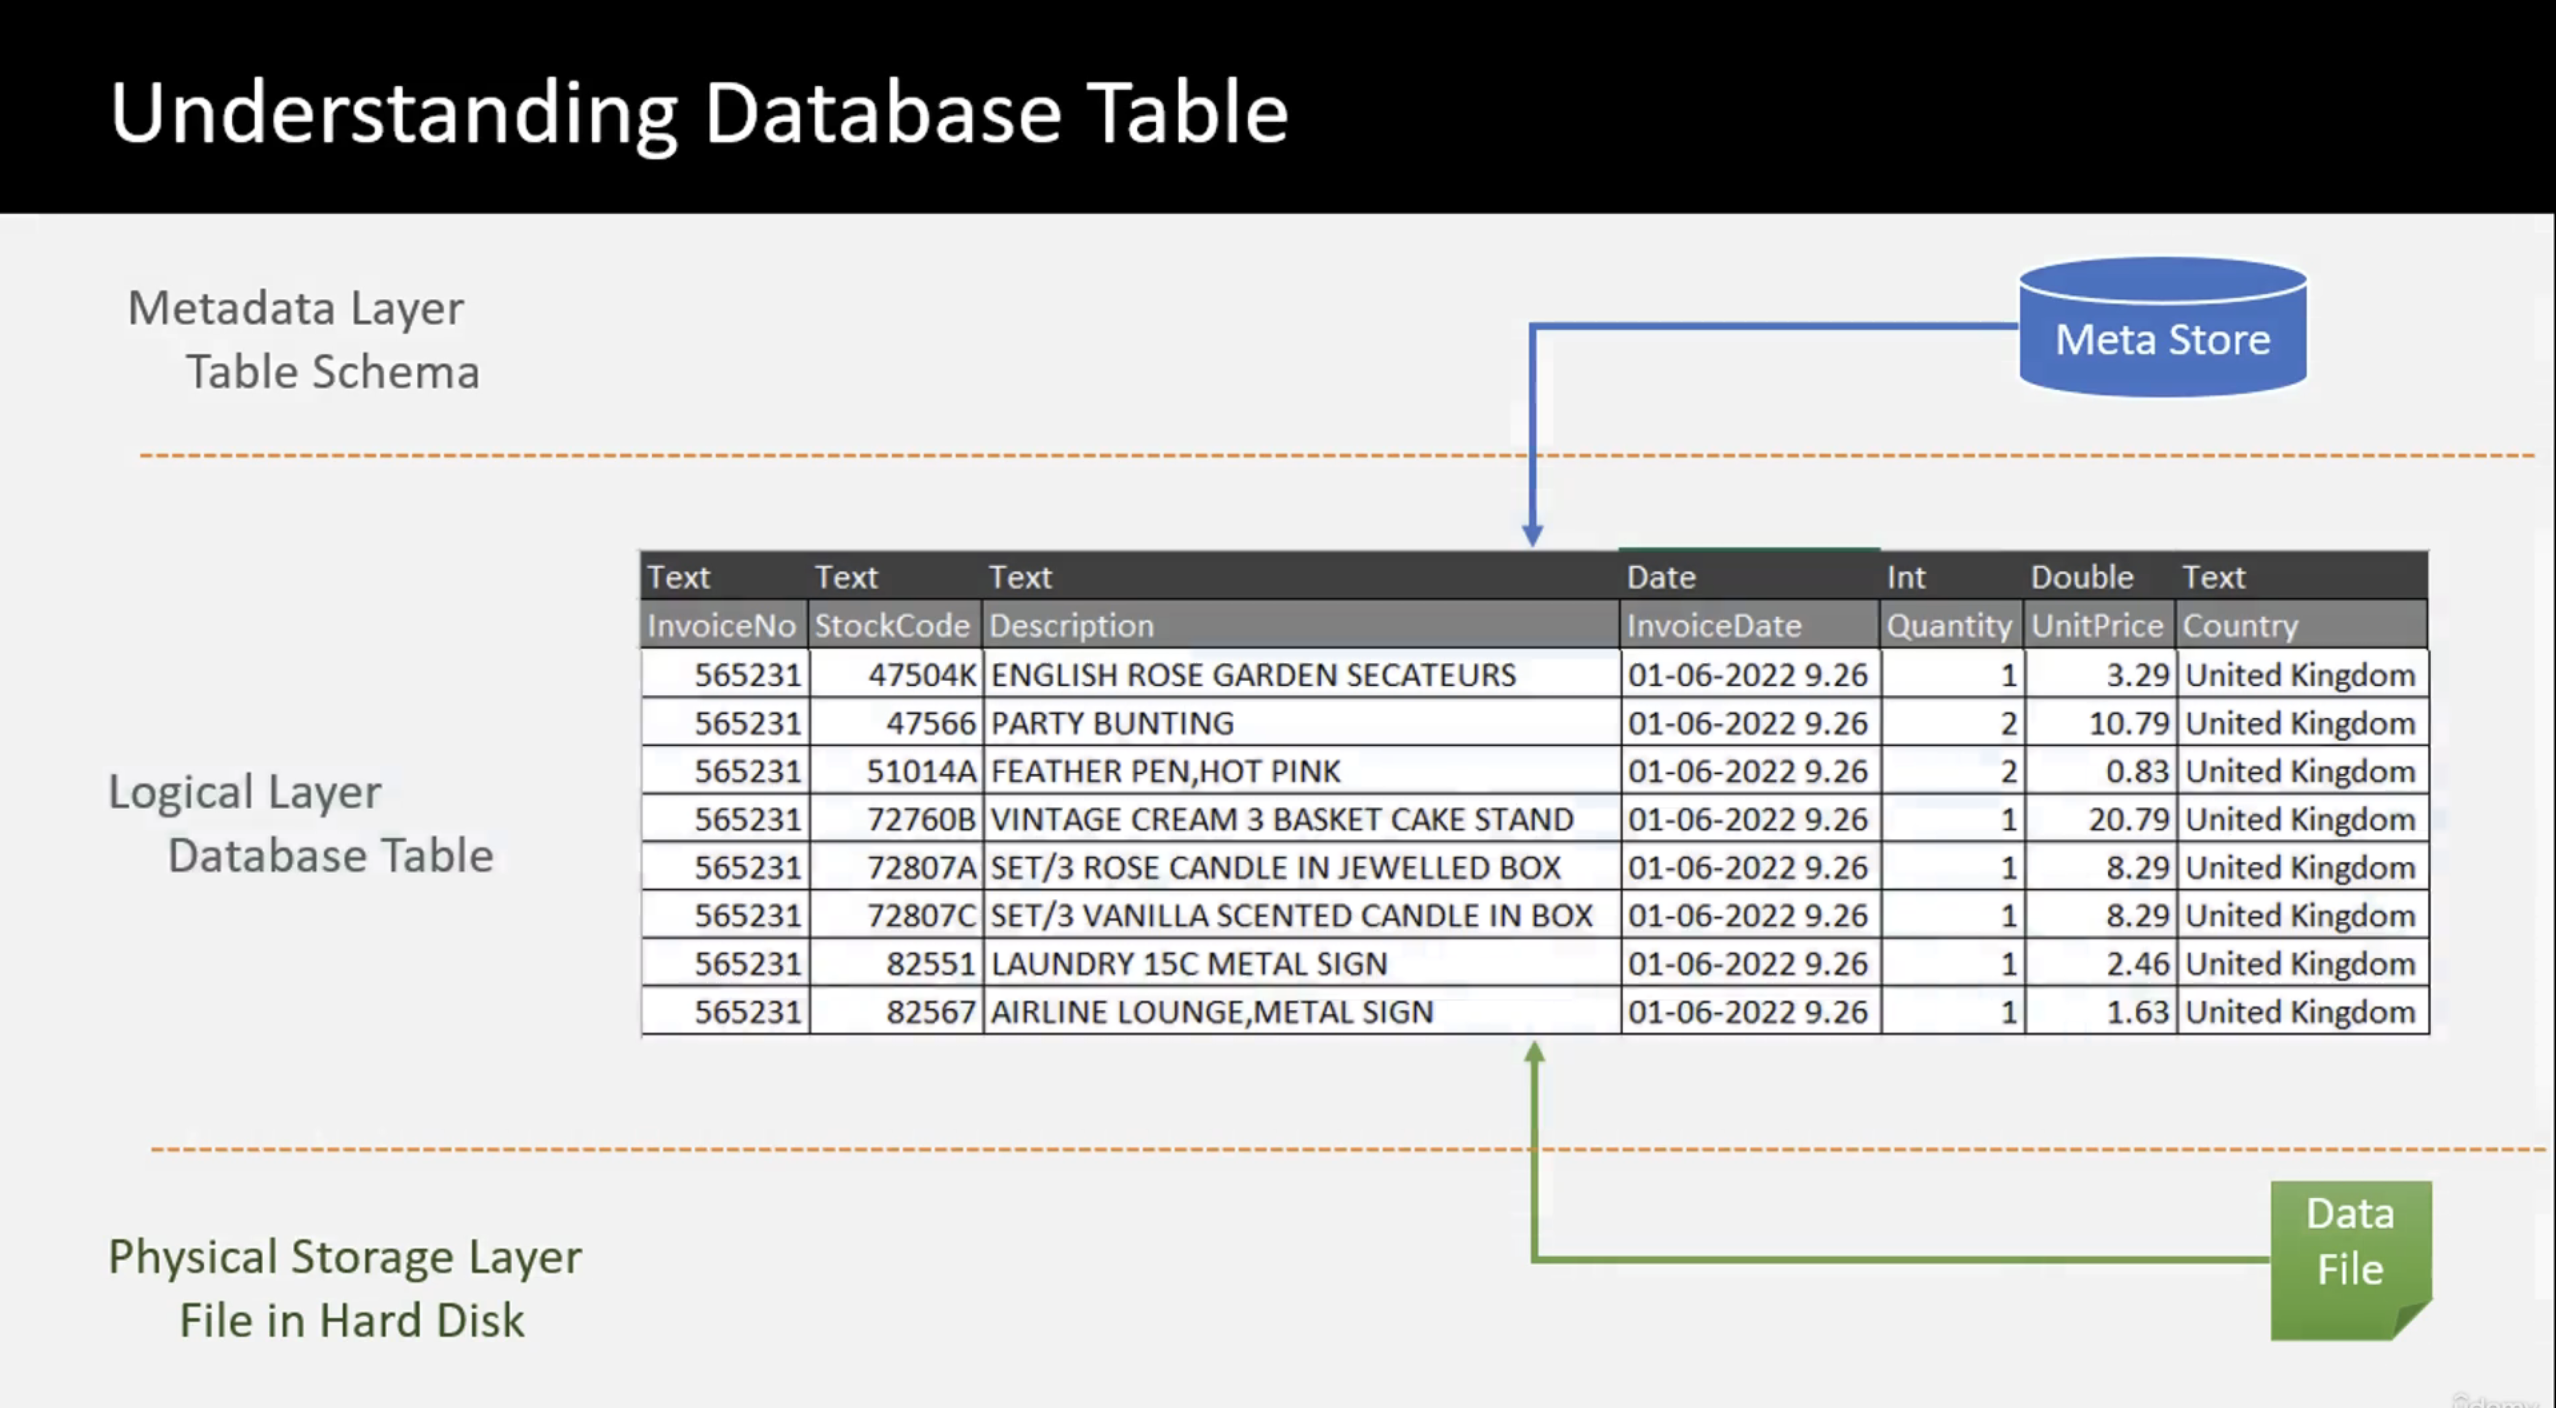 Understanding Database Table
Metadata Layer
Table Schema
Meta Store
Text Text Text Date Int Double Text
InvoiceNo StockCode Description InvoiceDate Quantity UnitPrice Country
565231 47504K ENGLISH ROSE GARDEN SECATEURS 01-06-2022 9.26 1 3.29 United Kingdom
565231 47566 PARTY BUNTING 01-06-2022 9.26 2 10.79 United Kingdom
565231 51014A FEATHER PEN,HOT PINK 01-06-2022 9.26 2 0.83 United Kingdom
565231 72760B VINTAGE CREAM 3 BASKET CAKE STAND 01-06-2022 9.26 1 20.79 United Kingdom
565231 72807A SET/3 ROSE CANDLE IN JEWELLED BOX 01-06-2022 9.26 1 8.29 United Kingdom
565231 72807C SET/3 VANILLA SCENTED CANDLE IN BOX 01-06-2022 9.26 1 8.29 United Kingdom
565231 82551 LAUNDRY 15C METAL SIGN 01-06-2022 9.26 1 2.46 United Kingdom
565231 82567 AIRLINE LOUNGE,METAL SIGN 01-06-2022 9.26 1 1.63 United Kingdom
Logical Layer
Database Table
Physical Storage Layer
File in Hard Disk
Data
File